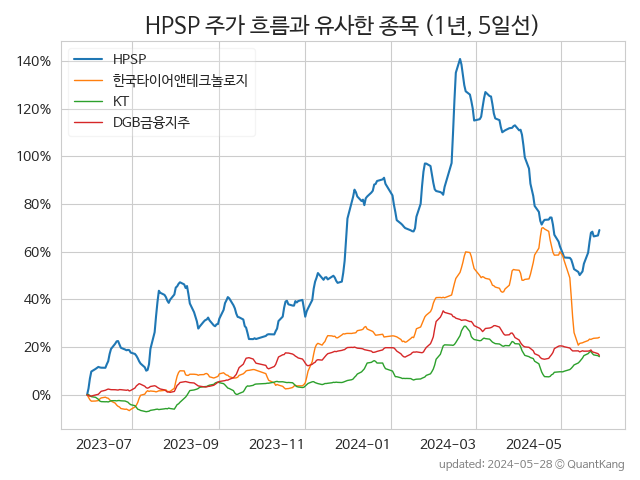 HPSP 주가 흐름과 유사한 종목 (1년, 5일선)
HPSP
한국타이어앤테크놀로지
KT
DGB금융지주
140%
120%
100%
80%
60%
40%
20%
0%
2023-07 2023-09 2023-11 2024-01 2024-03 2024-05
updated: 2024-05-28 © QuantKang